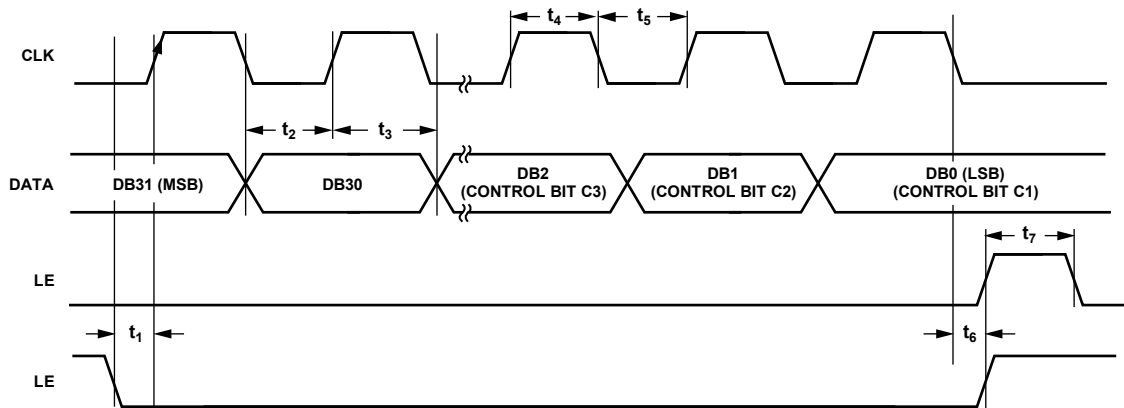 t4
t5
CLK
t2
t3
DATA
DB31 (MSB)
DB30
DB2
(CONTROL BIT C3)
DB1
(CONTROL BIT C2)
DB0 (LSB)
(CONTROL BIT C1)
t7
LE
t1
t6
LE